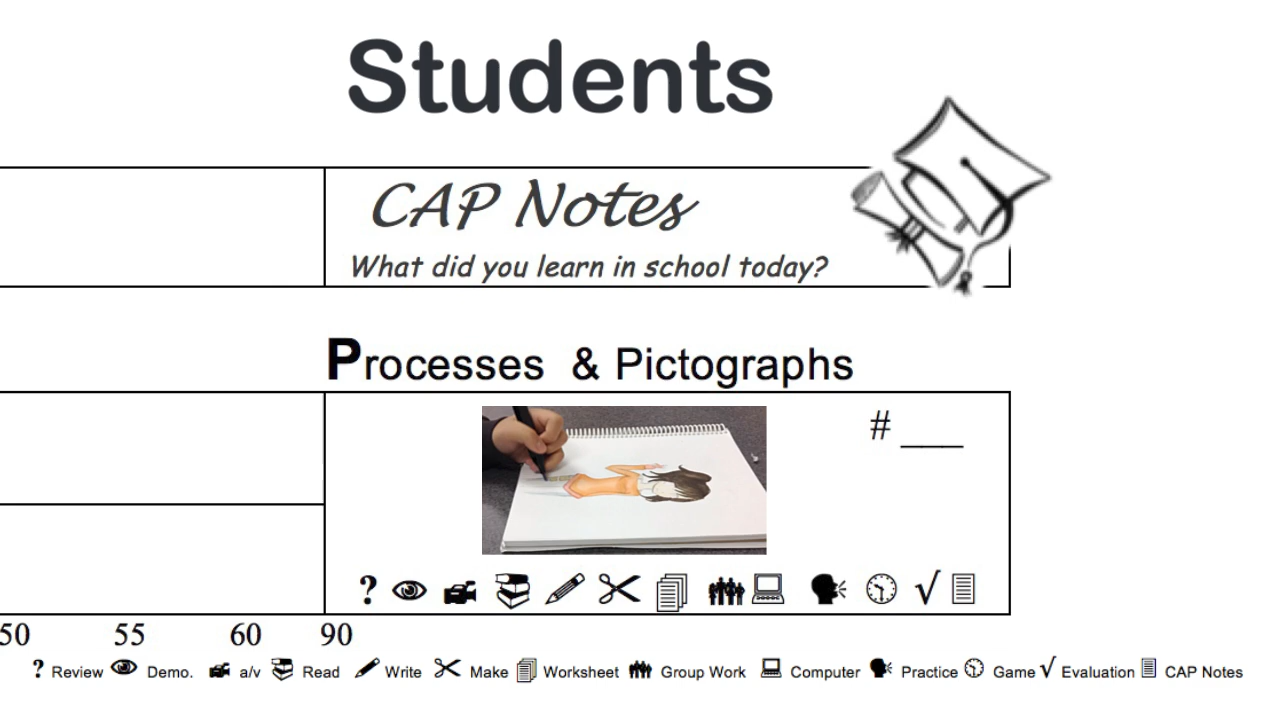 Students
CAP Notes
What did you learn in school today?
Processes & Pictographs
# ___
? √
50 55 60 90
? Review Demo. a/v Read Write Make Worksheet Group Work Computer Practice Game √ Evaluation CAP Notes